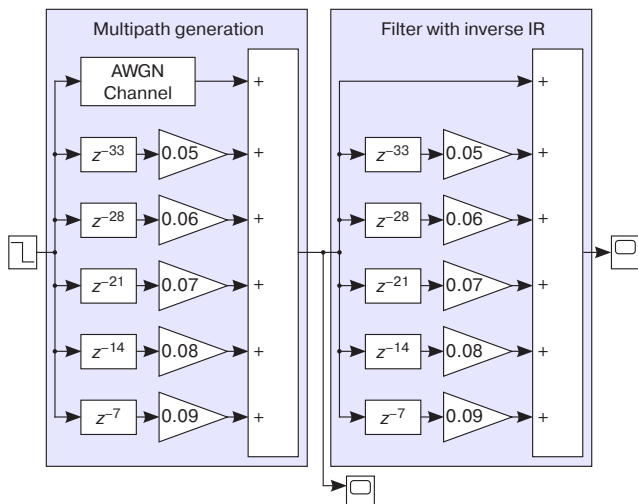 Multipath generation
Filter with inverse IR
AWGN
Channel
+
+
z⁻³³
0.05
+
z⁻³³
0.05
+
z⁻²⁸
0.06
+
z⁻²⁸
0.06
+
z⁻²¹
0.07
+
z⁻²¹
0.07
+
z⁻¹⁴
0.08
+
z⁻¹⁴
0.08
+
z⁻⁷
0.09
+
z⁻⁷
0.09
+